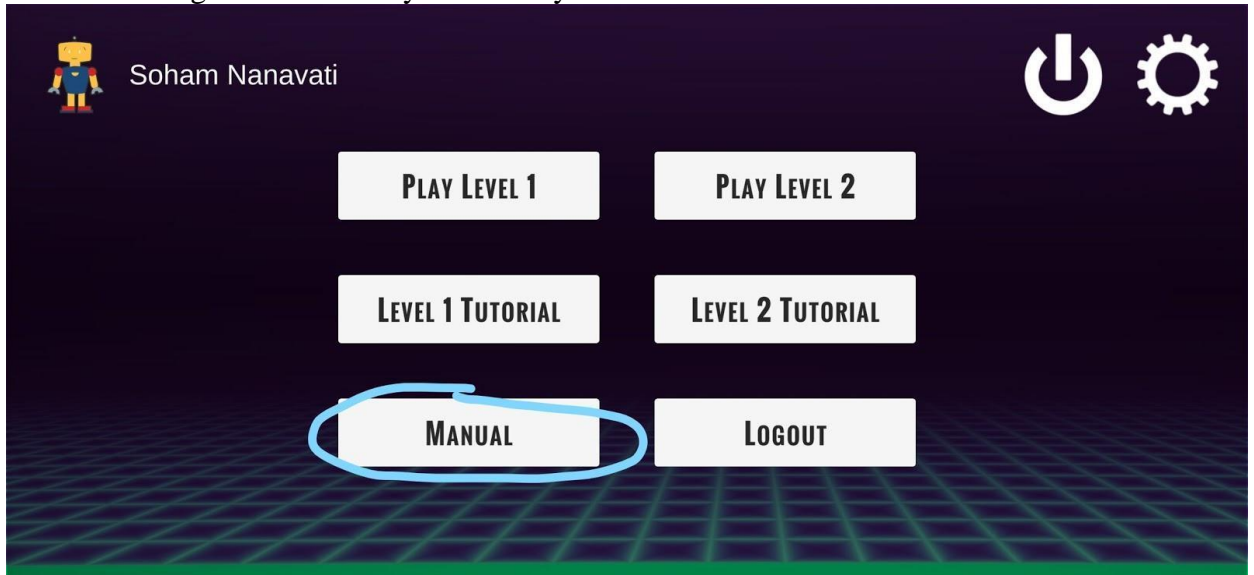 Soham Nanavati
PLAY LEVEL 1
PLAY LEVEL 2
LEVEL 1 TUTORIAL
LEVEL 2 TUTORIAL
MANUAL
LOGOUT